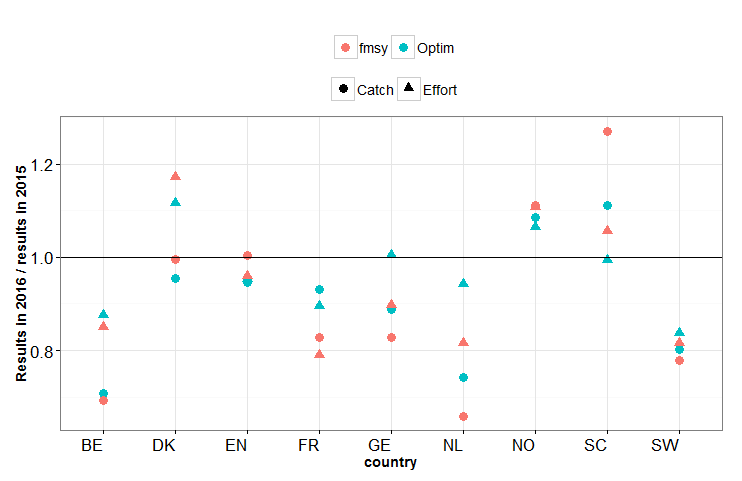 fmsy Optim
Catch Effort
1.2
1.0
0.8
Results in 2016 / results in 2015
BE DK EN FR GE NL NO SC SW
country